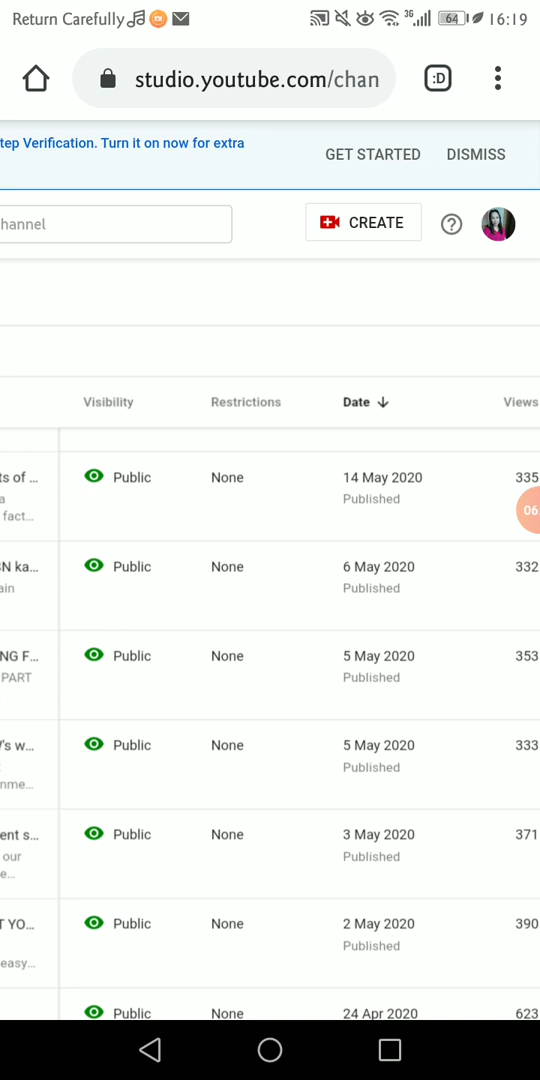 Return Carefully 3G 64 16:19
studio.youtube.com/chan :D
tep Verification. Turn it on now for extra
GET STARTED DISMISS
hannel CREATE ?
Visibility Restrictions Date Views
ts of ... Public None 14 May 2020 335
a Published
fact... 06:
N ka... Public None 6 May 2020 332
ain Published
NG F... Public None 5 May 2020 353
PART Published
's w... Public None 5 May 2020 333
Published
nme...
ent s... Public None 3 May 2020 371
our Published
e...
T YO... Public None 2 May 2020 390
Published
easy...
Public None 24 Apr 2020 623